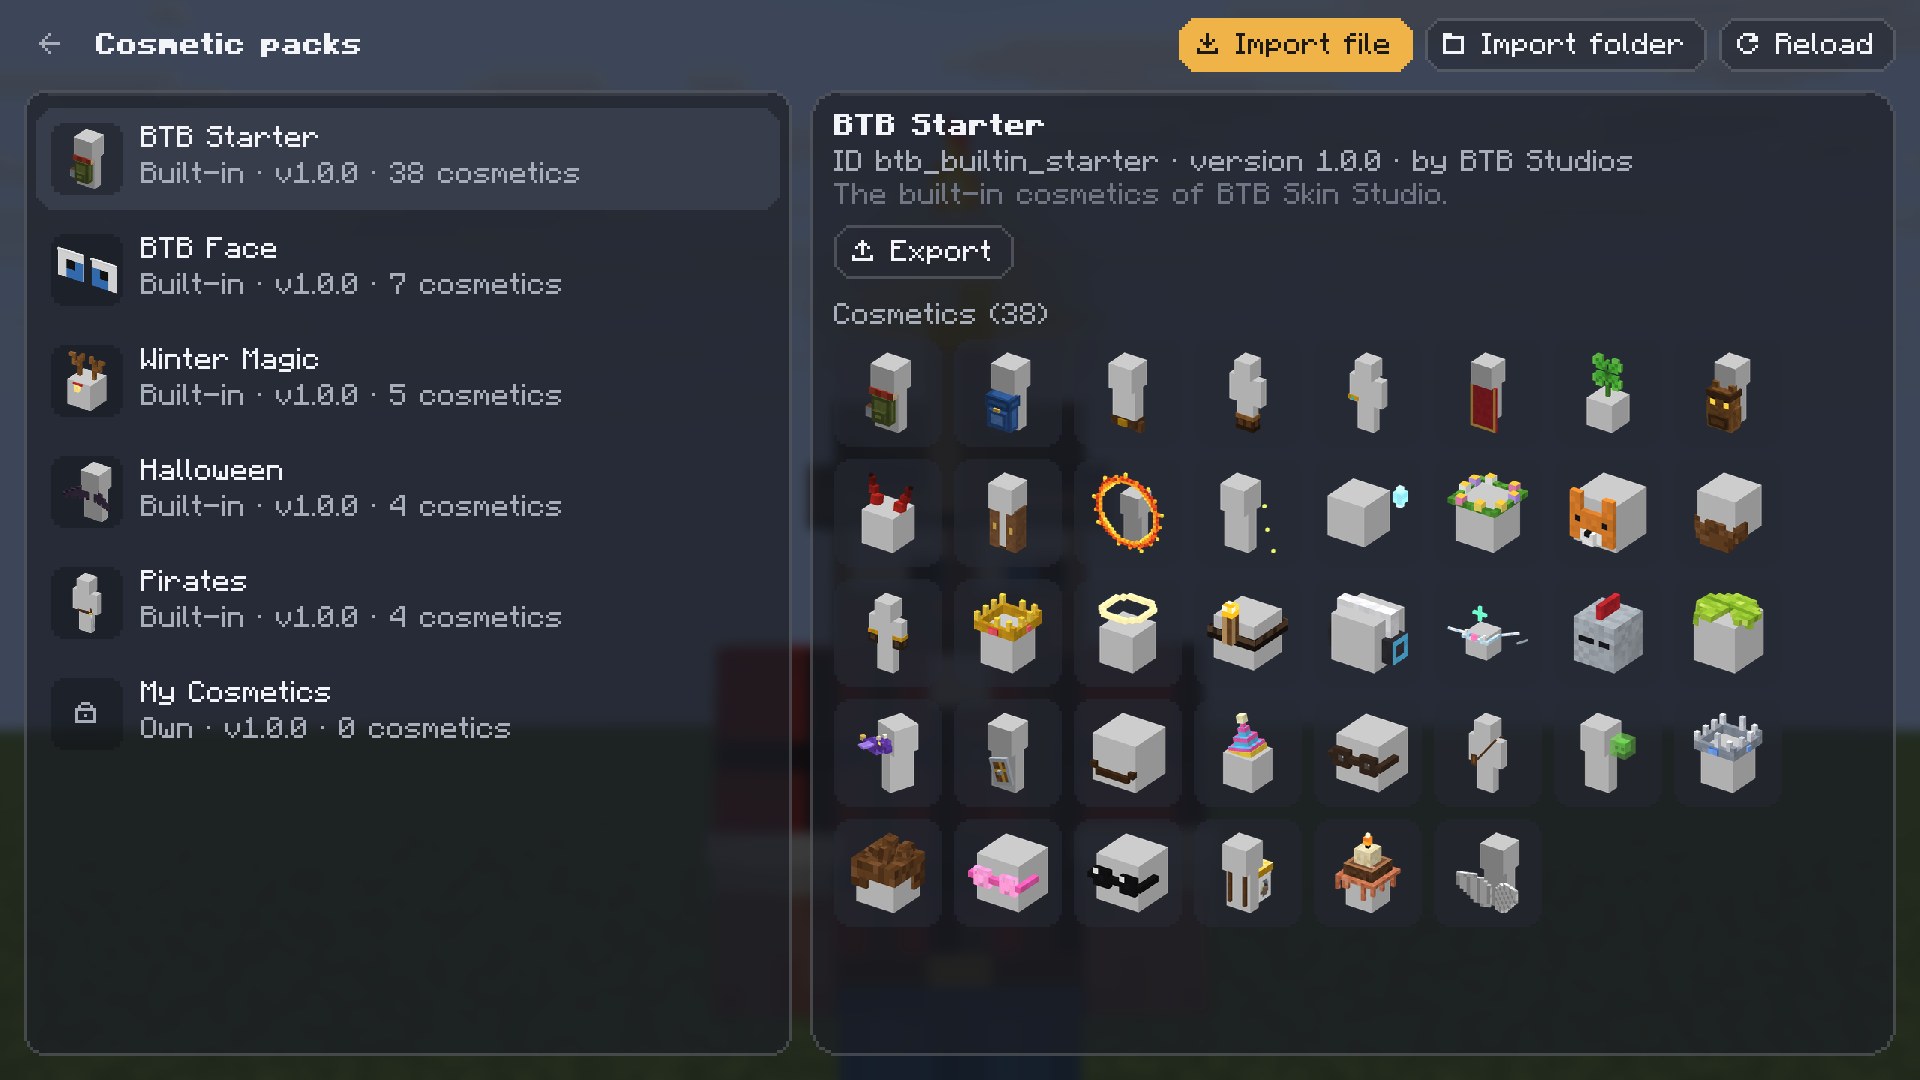 Cosmetic packs
Import file
Import folder
Reload
BTB Starter
Built-in · v1.0.0 · 38 cosmetics
BTB Face
Built-in · v1.0.0 · 7 cosmetics
Winter Magic
Built-in · v1.0.0 · 5 cosmetics
Halloween
Built-in · v1.0.0 · 4 cosmetics
Pirates
Built-in · v1.0.0 · 4 cosmetics
My Cosmetics
Own · v1.0.0 · 0 cosmetics
BTB Starter
ID btb_builtin_starter · version 1.0.0 · by BTB Studios
The built-in cosmetics of BTB Skin Studio.
Export
Cosmetics (38)